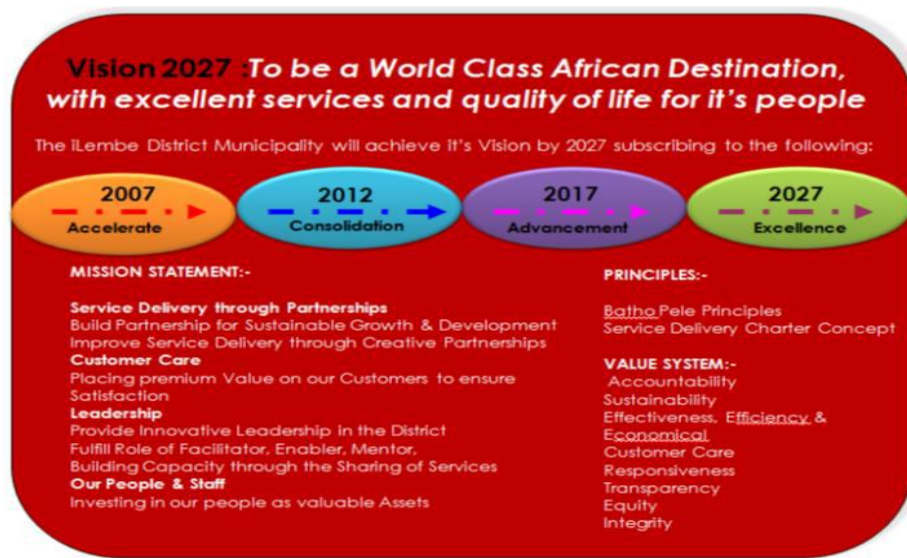 Vision 2027 :To be a World Class African Destination,
with excellent services and quality of life for it's people
The iLembe District Municipality will achieve it's Vision by 2027 subscribing to the following:
2007
Accelerate
2012
Consolidation
2017
Advancement
2027
Excellence
MISSION STATEMENT:-
Service Delivery through Partnerships
Build Partnership for Sustainable Growth & Development
Improve Service Delivery through Creative Partnerships
Customer Care
Placing premium Value on our Customers to ensure
Satisfaction
Leadership
Provide Innovative Leadership in the District
Fulfill Role of Facilitator, Enabler, Mentor,
Building Capacity through the Sharing of Services
Our People & Staff
Investing in our people as valuable Assets
PRINCIPLES:-
Batho Pele Principles
Service Delivery Charter Concept
VALUE SYSTEM:-
Accountability
Sustainability
Effectiveness, Efficiency &
Economical
Customer Care
Responsiveness
Transparency
Equity
Integrity